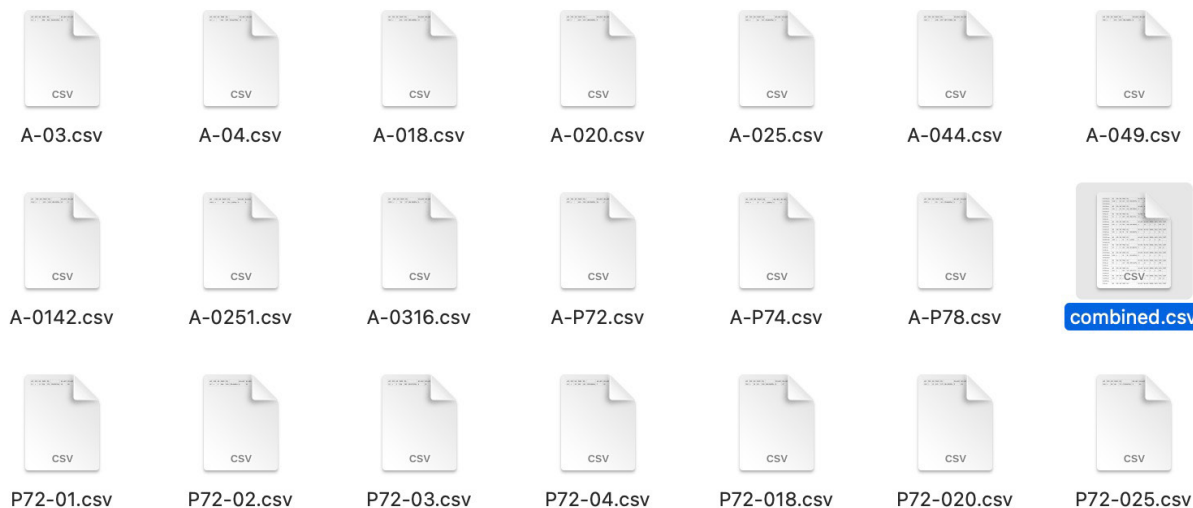 CSV CSV CSV CSV CSV CSV CSV
A-03.csv A-04.csv A-018.csv A-020.csv A-025.csv A-044.csv A-049.csv
CSV CSV CSV CSV CSV CSV CSV
A-0142.csv A-0251.csv A-0316.csv A-P72.csv A-P74.csv A-P78.csv combined.csv
CSV CSV CSV CSV CSV CSV CSV
P72-01.csv P72-02.csv P72-03.csv P72-04.csv P72-018.csv P72-020.csv P72-025.csv